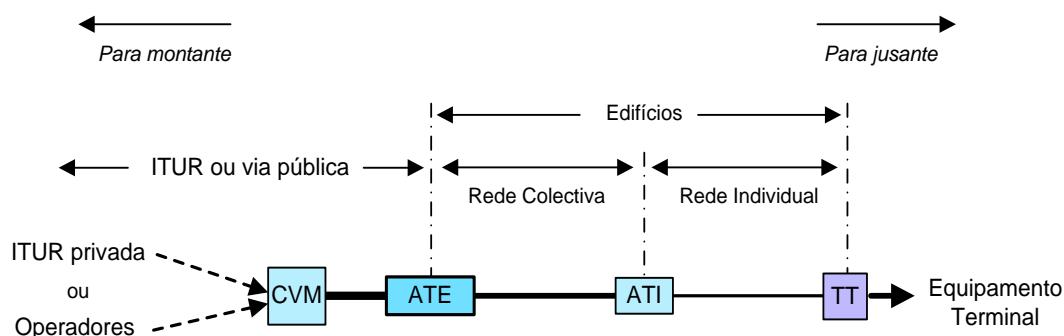 Para montante
Para jusante
Edifícios
ITUR ou via pública
Rede Colectiva
Rede Individual
ITUR privada
ou
Operadores
CVM
ATE
ATI
TT
Equipamento
Terminal